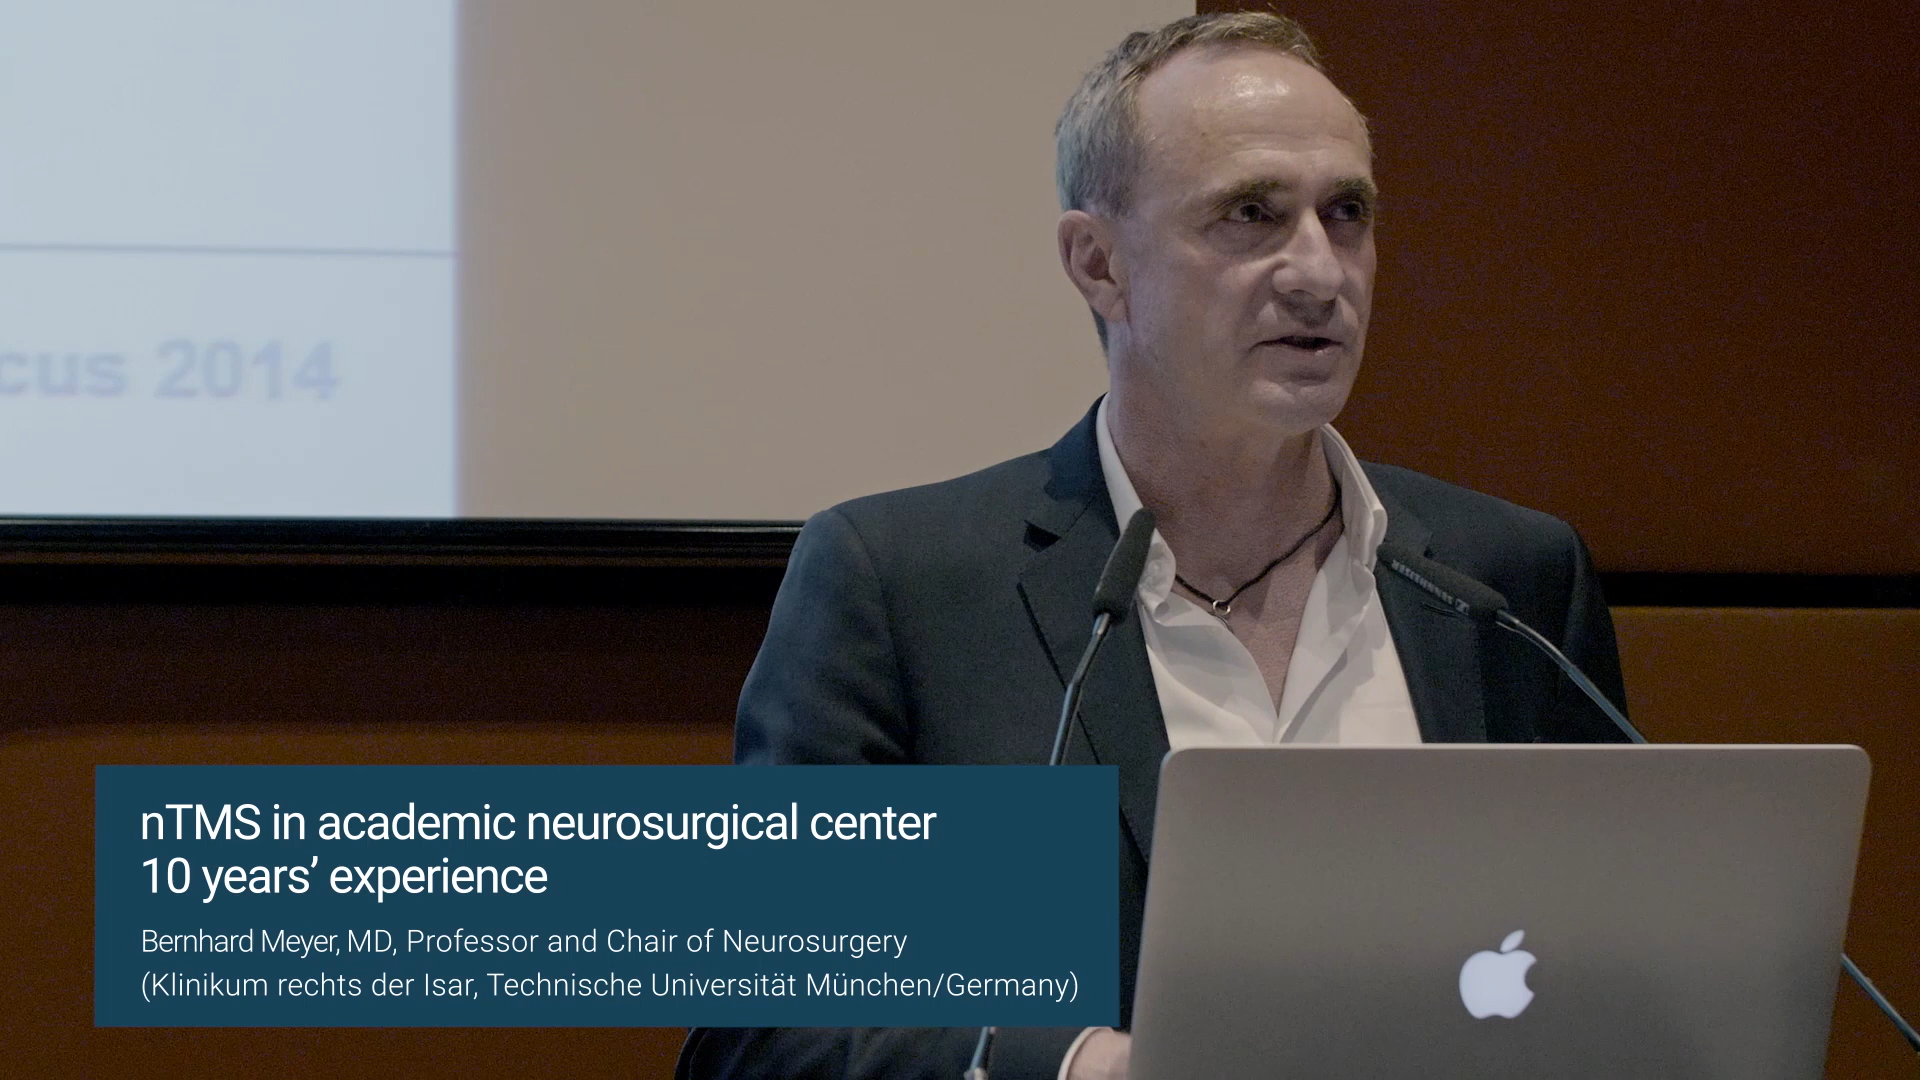 cus 2014
nTMS in academic neurosurgical center
10 years’ experience
Bernhard Meyer, MD, Professor and Chair of Neurosurgery
(Klinikum rechts der Isar, Technische Universität München/Germany)